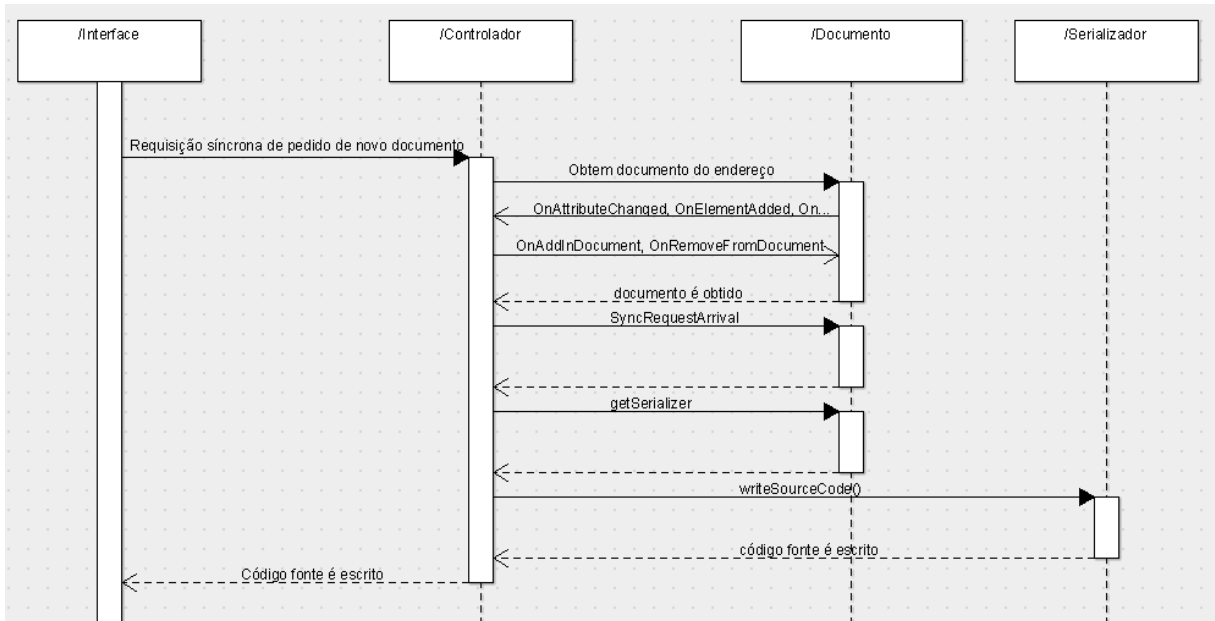 /Interface
/Controlador
/Documento
/Serializador
Requisição síncrona de pedido de novo documento
Obtem documento do endereço
OnAttributeChanged, OnElementAdded, On...
OnAddInDocument, OnRemoveFromDocument
documento é obtido
SyncRequestArrival
getSerializer
writeSourceCode()
código fonte é escrito
Código fonte é escrito